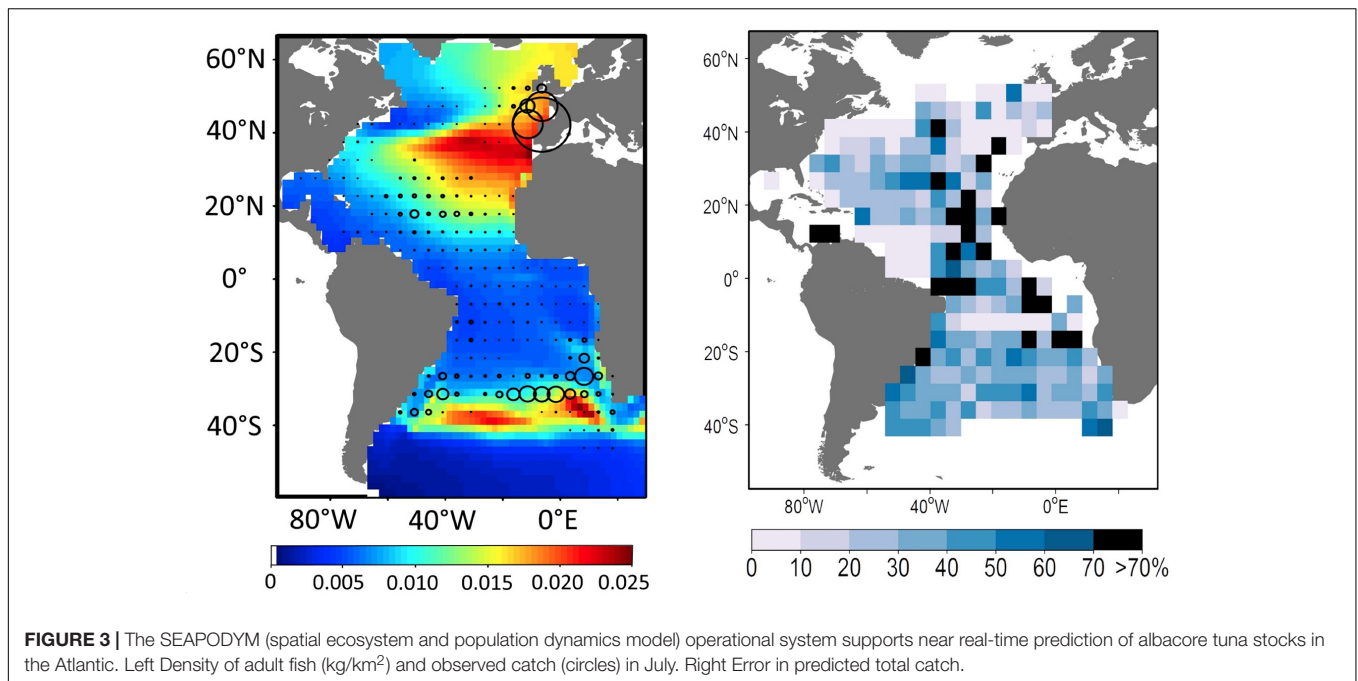 60°N
40°N
20°N
0°
20°S
40°S
80°W 40°W 0°E
0 0.005 0.010 0.015 0.020 0.025
60°N
40°N
20°N
0°
20°S
40°S
80°W 40°W 0°E
0 10 20 30 40 50 60 70 >70%
FIGURE 3 | The SEAPODYM (spatial ecosystem and population dynamics model) operational system supports near real-time prediction of albacore tuna stocks in
the Atlantic. Left Density of adult fish (kg/km²) and observed catch (circles) in July. Right Error in predicted total catch.